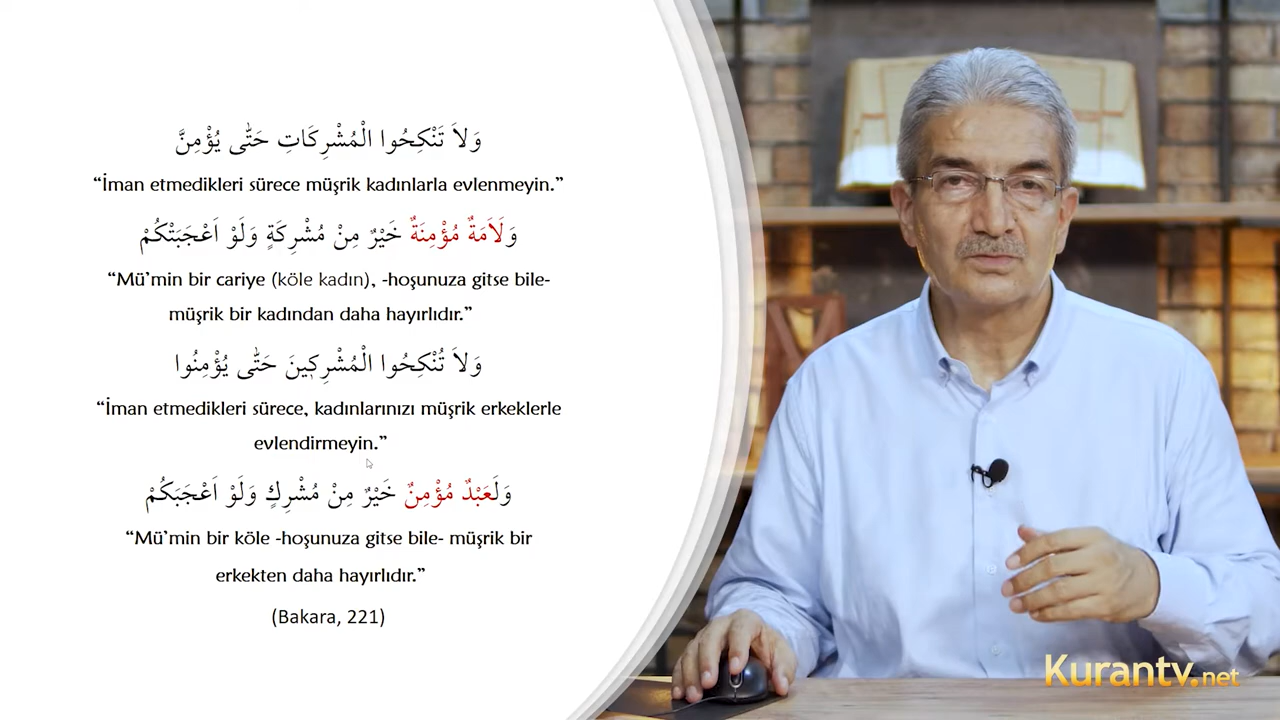 وَلاَ تَنْكِحُوا الْمُشْرِكَاتِ حَتّٰى يُؤْمِنَّ
“İman etmedikleri sürece müşrik kadınlarla evlenmeyin.”
وَلَاَمَةٌ مُؤْمِنَةٌ خَيْرٌ مِنْ مُشْرِكَةٍ وَلَوْ اَعْجَبَتْكُمْ
“Mü’min bir cariye (köle kadın), -hoşunuza gitse bile-
müşrik bir kadından daha hayırlıdır.”
وَلاَ تُنْكِحُوا الْمُشْرِكٖينَ حَتّٰى يُؤْمِنُوا
“İman etmedikleri sürece, kadınlarınızı müşrik erkeklerle
evlendirmeyin.”
وَلَعَبْدٌ مُؤْمِنٌ خَيْرٌ مِنْ مُشْرِكٍ وَلَوْ اَعْجَبَكُمْ
“Mü’min bir köle -hoşunuza gitse bile- müşrik bir
erkekten daha hayırlıdır.”
(Bakara, 221)
Kurantv.net